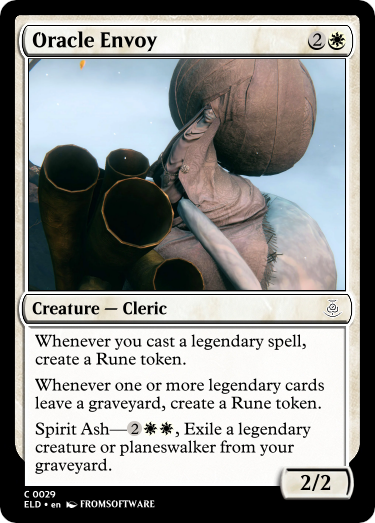 Oracle Envoy 2
Creature — Cleric
Whenever you cast a legendary spell,
create a Rune token.
Whenever one or more legendary cards
leave a graveyard, create a Rune token.
Spirit Ash—2, Exile a legendary
creature or planeswalker from your
graveyard.
2/2
C 0029
ELD • en FROMSOFTWARE